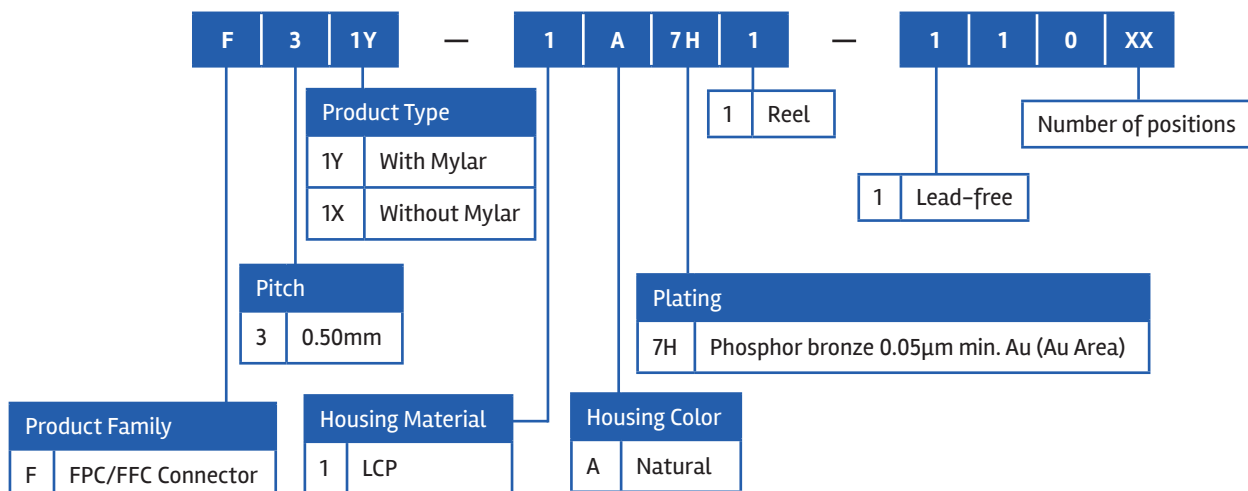 F 3 1Y — 1 A 7H 1 — 1 1 0 XX
Product Type
1Y With Mylar
1X Without Mylar
1 Reel
Number of positions
1 Lead-free
Pitch
3 0.50mm
Plating
7H Phosphor bronze 0.05µm min. Au (Au Area)
Product Family
F FPC/FFC Connector
Housing Material
1 LCP
Housing Color
A Natural